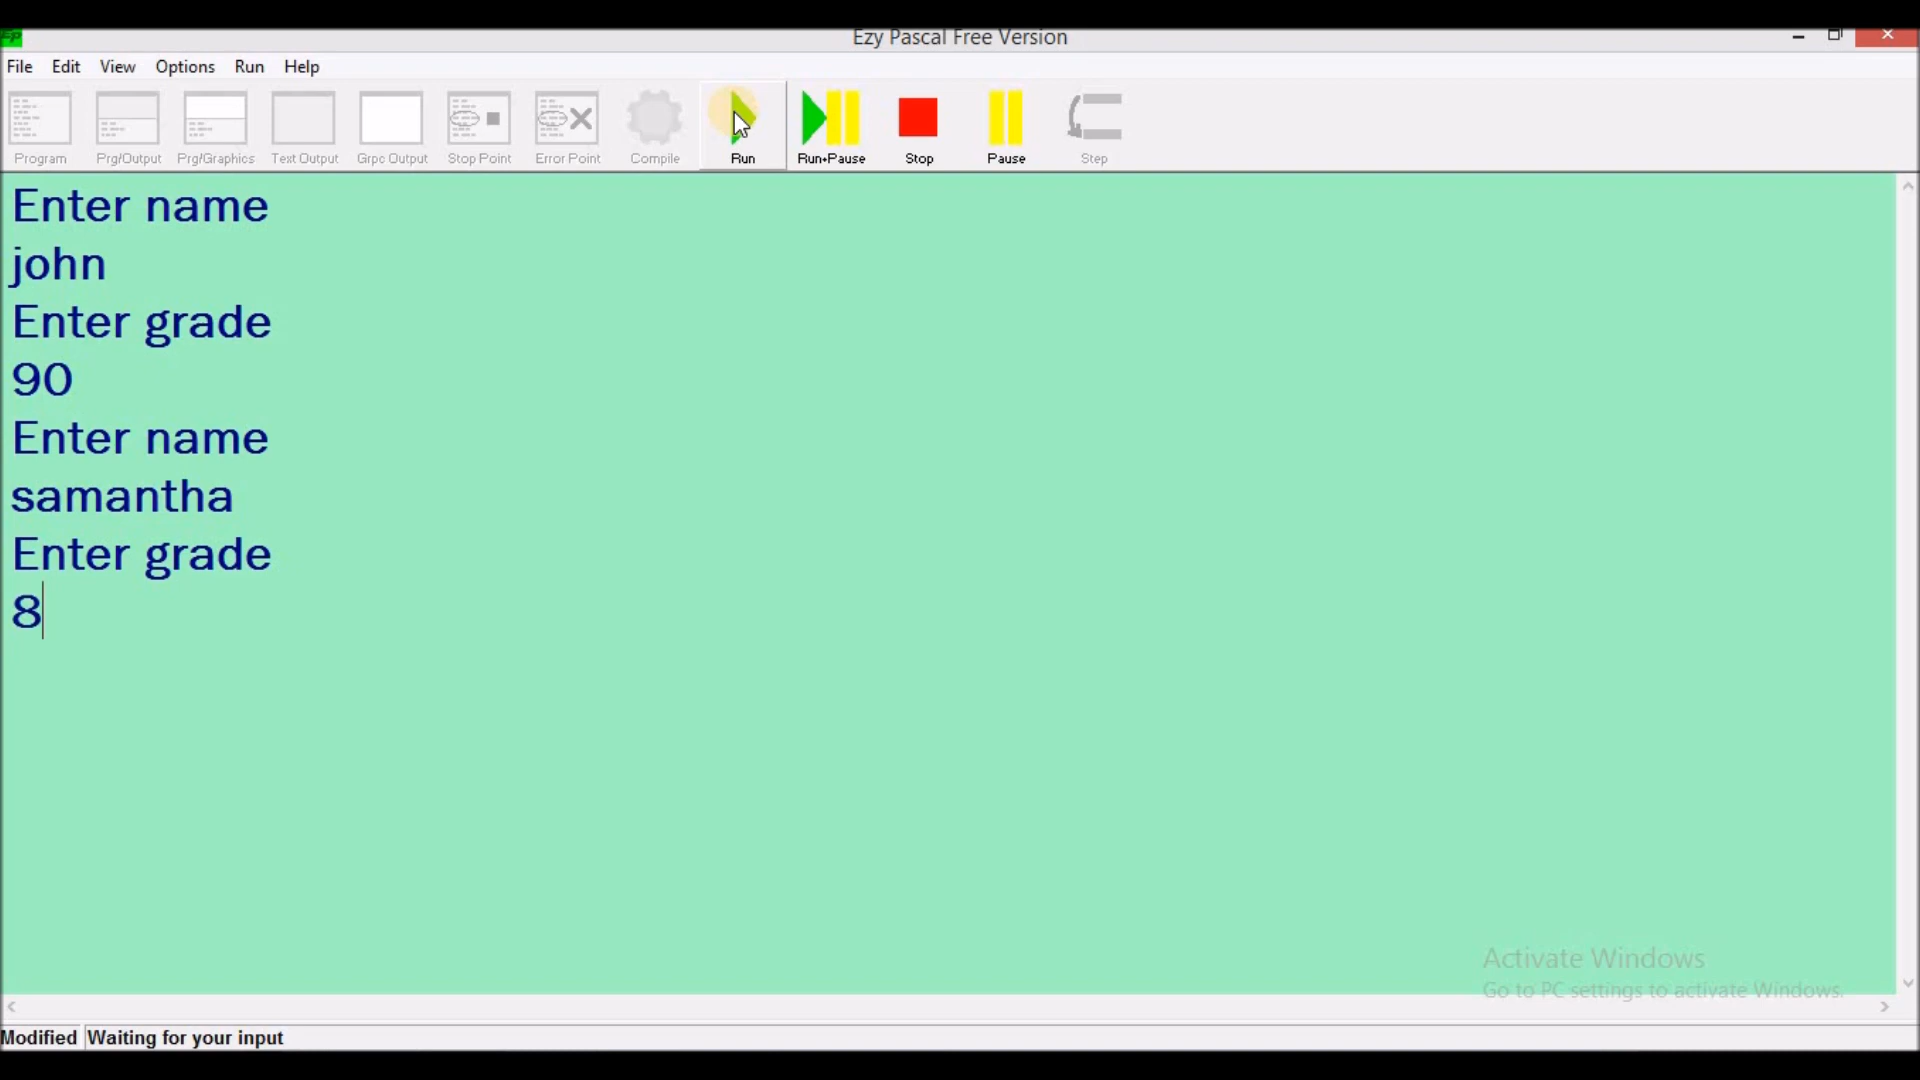 Ezy Pascal Free Version
File Edit View Options Run Help
Program Prg/Output Prg/Graphics Text Output Grpc Output Stop Point Error Point Compile Run Run+Pause Stop Pause Step
Enter name
john
Enter grade
90
Enter name
samantha
Enter grade
8
Activate Windows
Go to PC settings to activate Windows.
Modified Waiting for your input